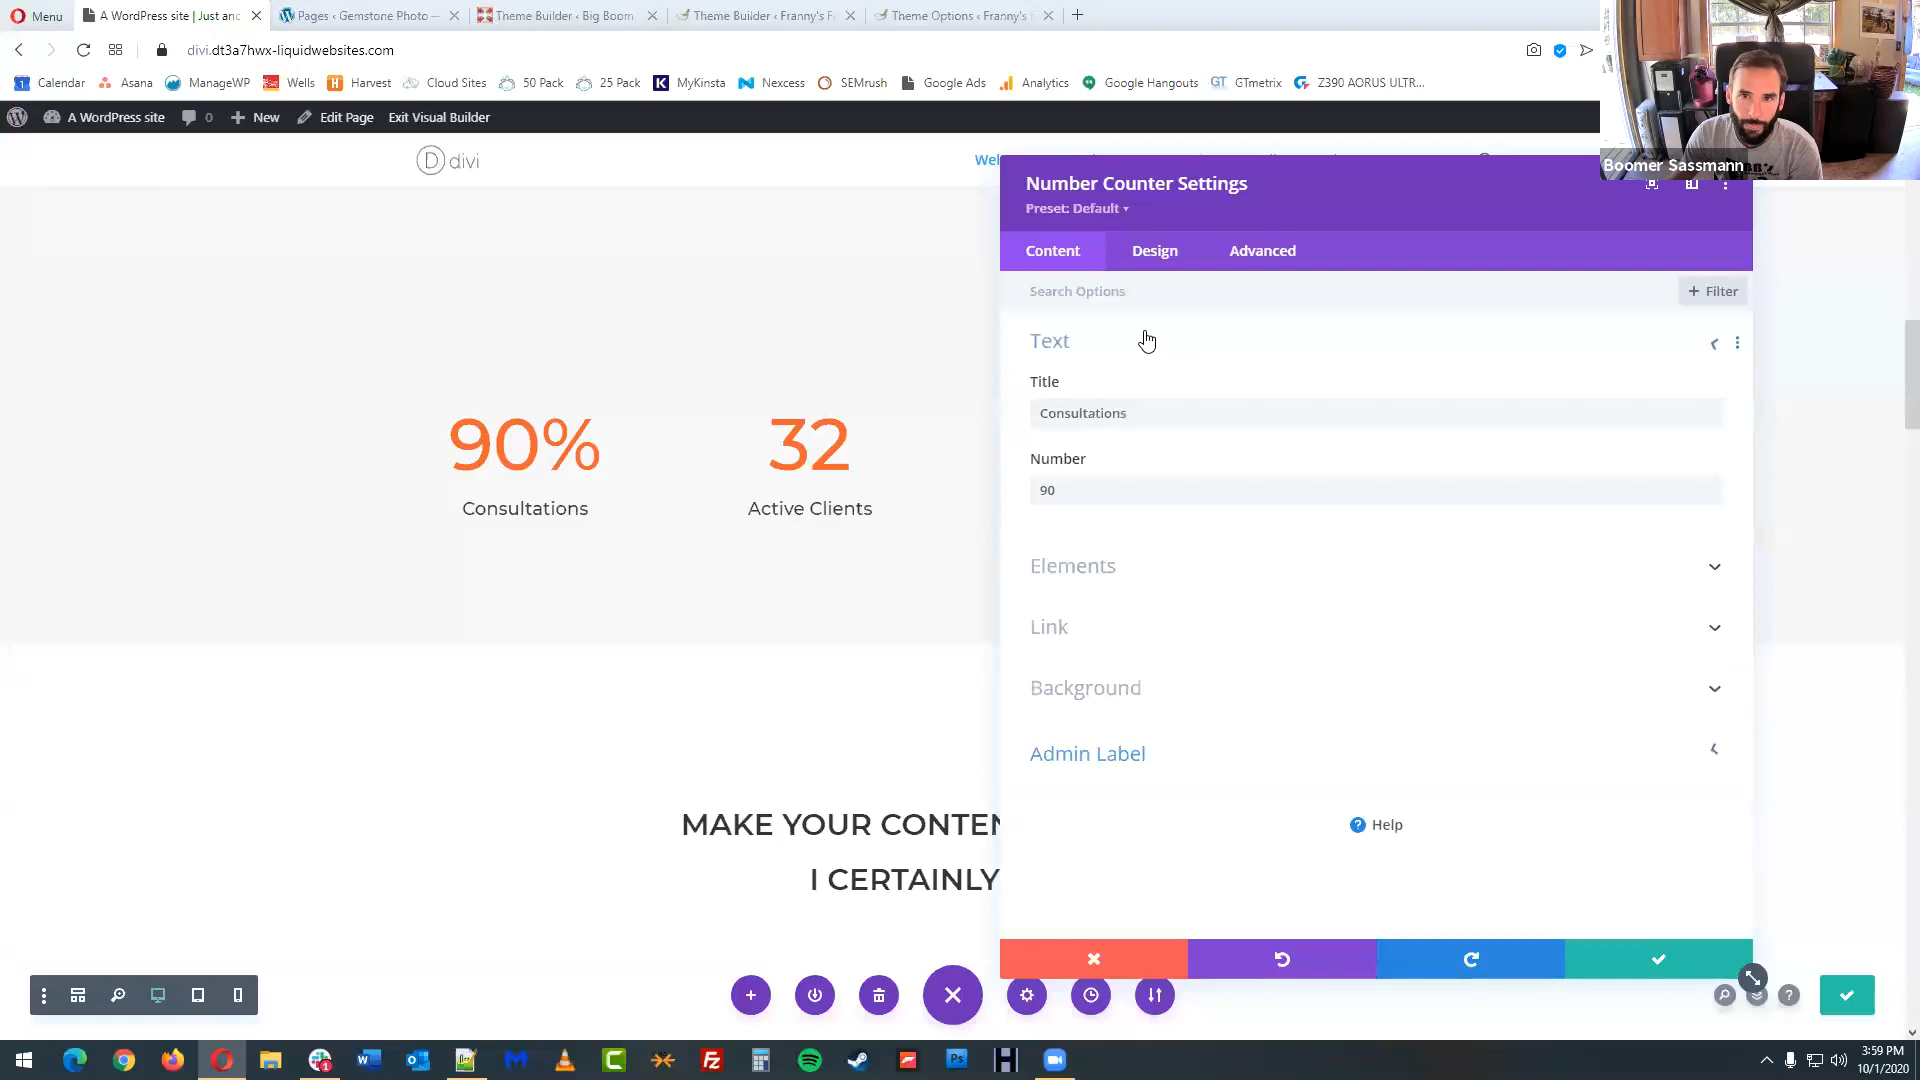 Menu
A WordPress site | Just anc
Pages ‹ Gemstone Photo —
Theme Builder ‹ Big Boom
Theme Builder ‹ Franny's F
Theme Options ‹ Franny's
divi.dt3a7hwx-liquidwebsites.com
Calendar
Asana
ManageWP
Wells
Harvest
Cloud Sites
50 Pack
25 Pack
MyKinsta
Nexcess
SEMrush
Google Ads
Analytics
Google Hangouts
GTmetrix
Z390 AORUS ULTR...
A WordPress site
0
New
Edit Page
Exit Visual Builder
Boomer Sassmann
divi
Wel
Number Counter Settings
Preset: Default
Content
Design
Advanced
Search Options
+ Filter
Text
Title
Consultations
Number
90
Elements
Link
Background
Admin Label
Help
90%
Consultations
32
Active Clients
MAKE YOUR CONTEN
I CERTAINLY
3:59 PM
10/1/2020